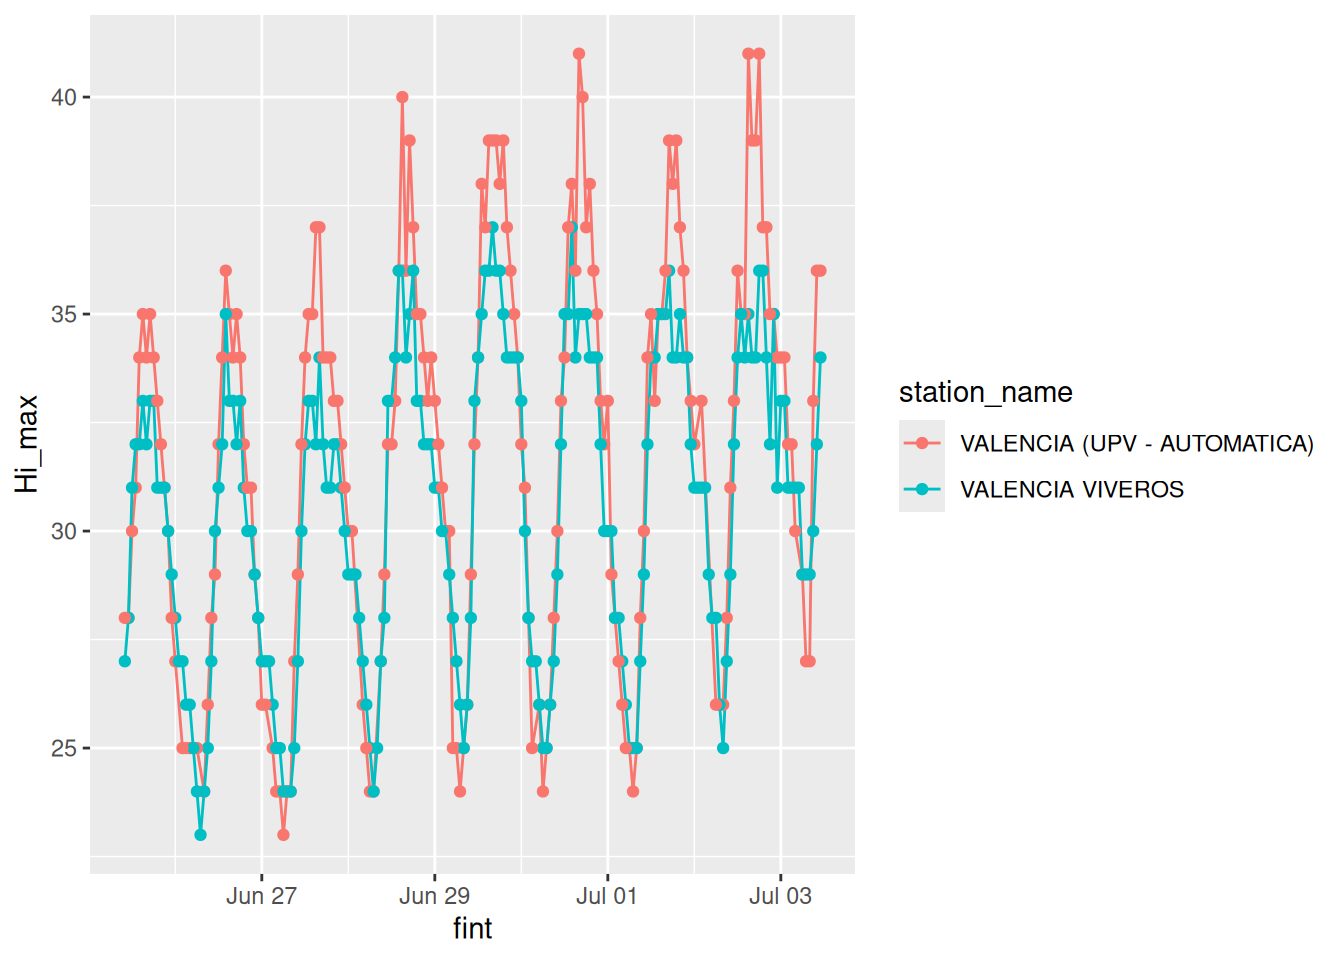 Hi_max
40
35
30
25
Jun 27
Jun 29
Jul 01
Jul 03
fint
station_name
VALENCIA (UPV - AUTOMATICA)
VALENCIA VIVEROS